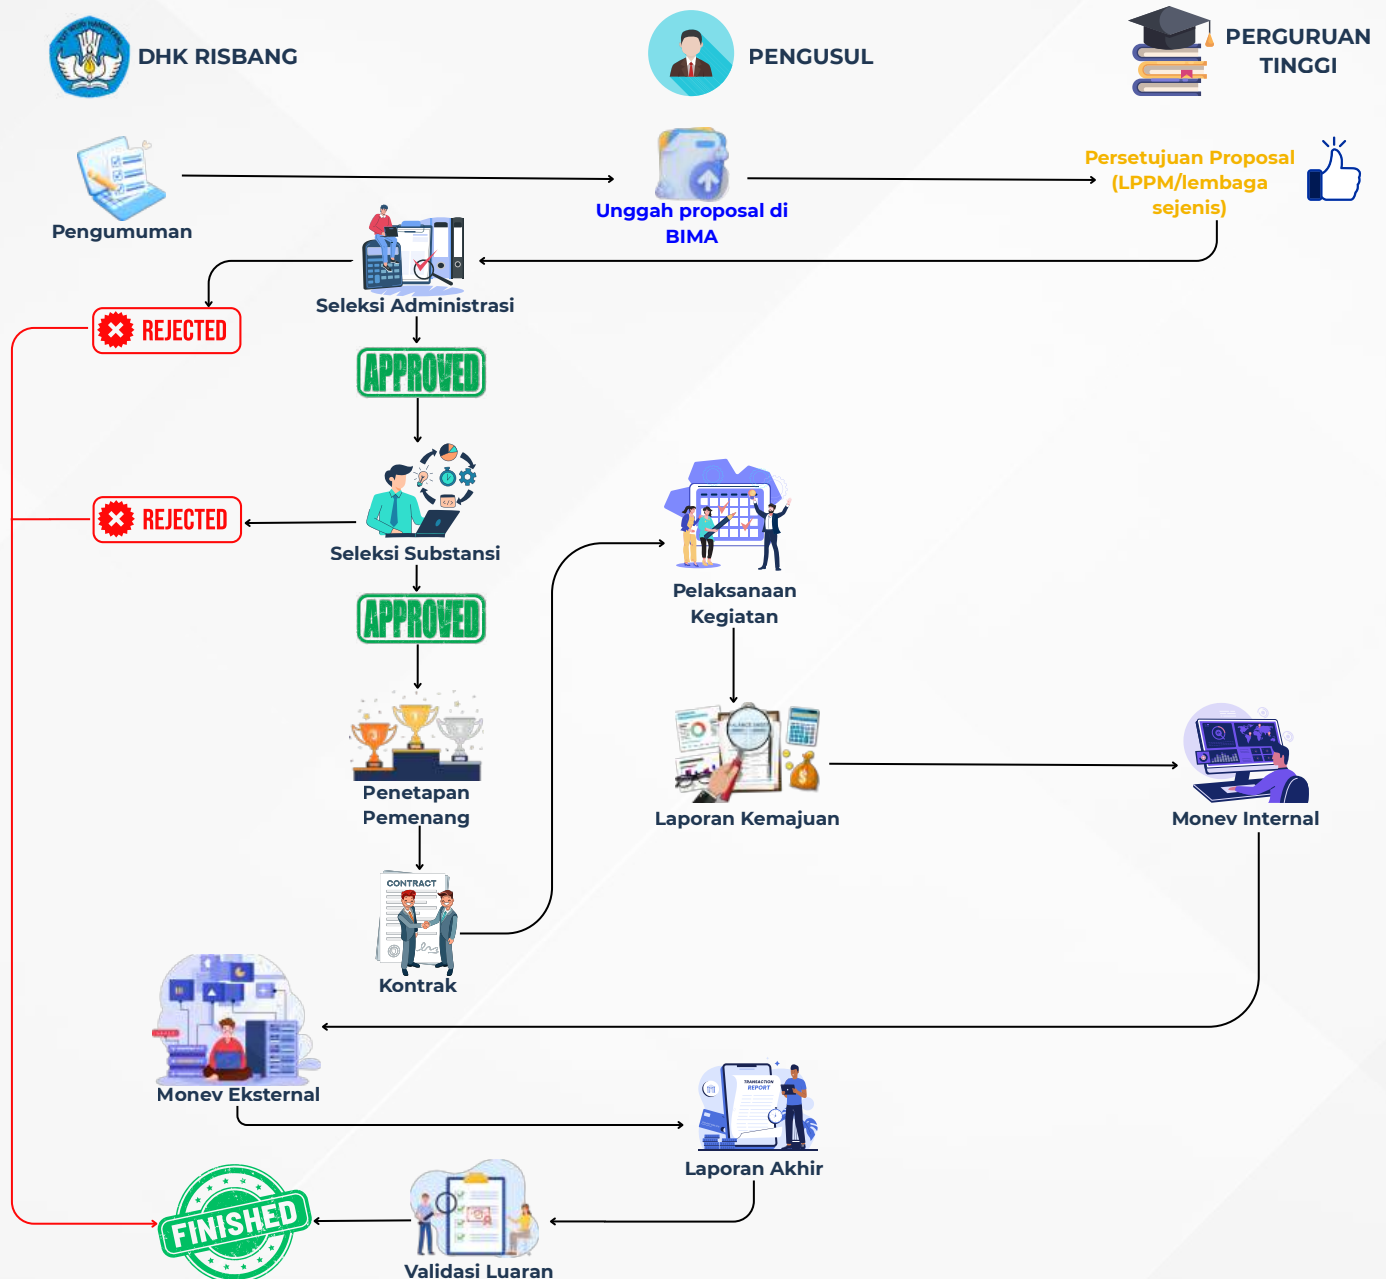 DHK RISBANG
PENGUSUL
PERGURUAN
TINGGI
Pengumuman
Unggah proposal di
BIMA
Persetujuan Proposal
(LPPM/lembaga
sejenis)
Seleksi Administrasi
REJECTED
APPROVED
REJECTED
Seleksi Substansi
APPROVED
Pelaksanaan
Kegiatan
Penetapan
Pemenang
Laporan Kemajuan
Monev Internal
CONTRACT
Kontrak
Monev Eksternal
TRANSACTION
REPORT
Laporan Akhir
FINISHED
Validasi Luaran